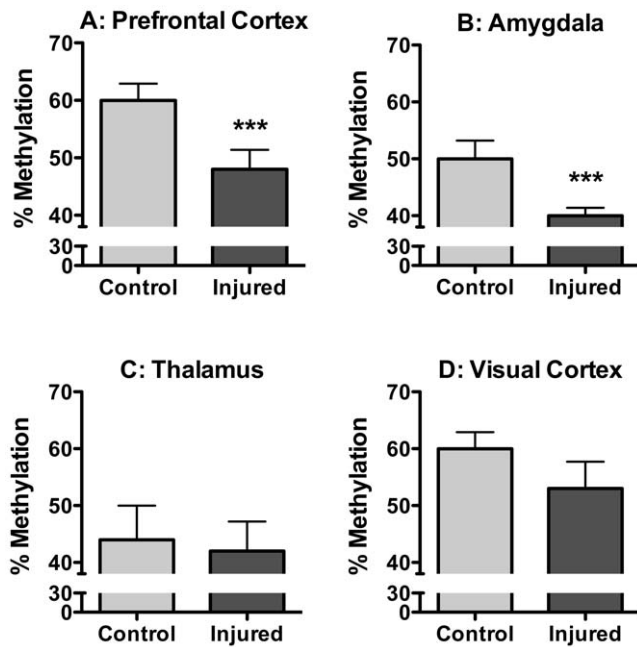 A: Prefrontal Cortex
70
60
50
40
30
0
% Methylation
***
Control Injured
B: Amygdala
70
60
50
40
30
0
% Methylation
***
Control Injured
C: Thalamus
70
60
50
40
30
0
% Methylation
Control Injured
D: Visual Cortex
70
60
50
40
30
0
% Methylation
Control Injured